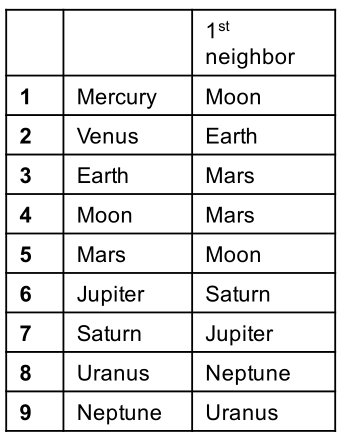 1st
neighbor
1 Mercury Moon
2 Venus Earth
3 Earth Mars
4 Moon Mars
5 Mars Moon
6 Jupiter Saturn
7 Saturn Jupiter
8 Uranus Neptune
9 Neptune Uranus